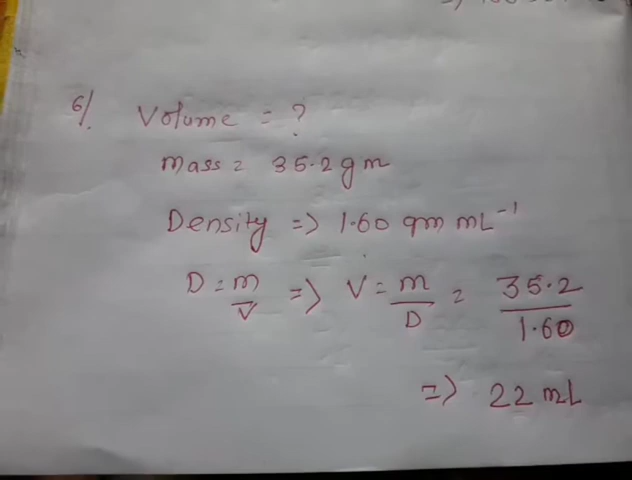 6/. Volume = ?
mass = 35.2 gm
Density => 1.60 gm mL⁻¹
D = m/V => V = m/D = 35.2/1.60
=> 22 mL